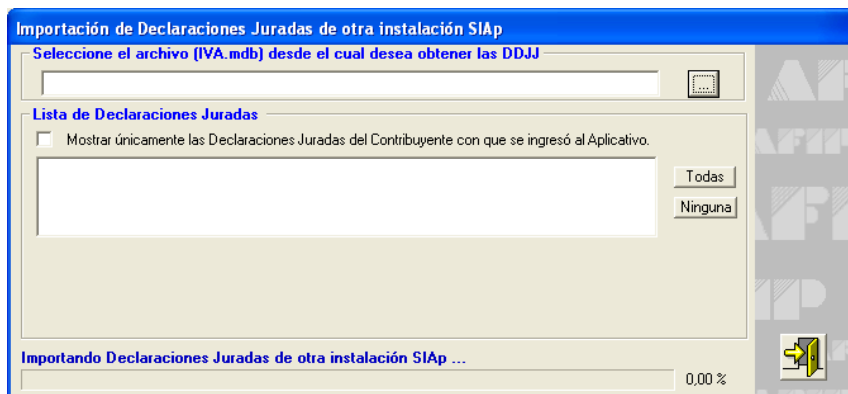 Importación de Declaraciones Juradas de otra instalación SIAp
Seleccione el archivo (IVA.mdb) desde el cual desea obtener las DDJJ
...
Lista de Declaraciones Juradas
Mostrar únicamente las Declaraciones Juradas del Contribuyente con que se ingresó al Aplicativo.
Todas
Ninguna
Importando Declaraciones Juradas de otra instalación SIAp ...
0,00 %
AFIP